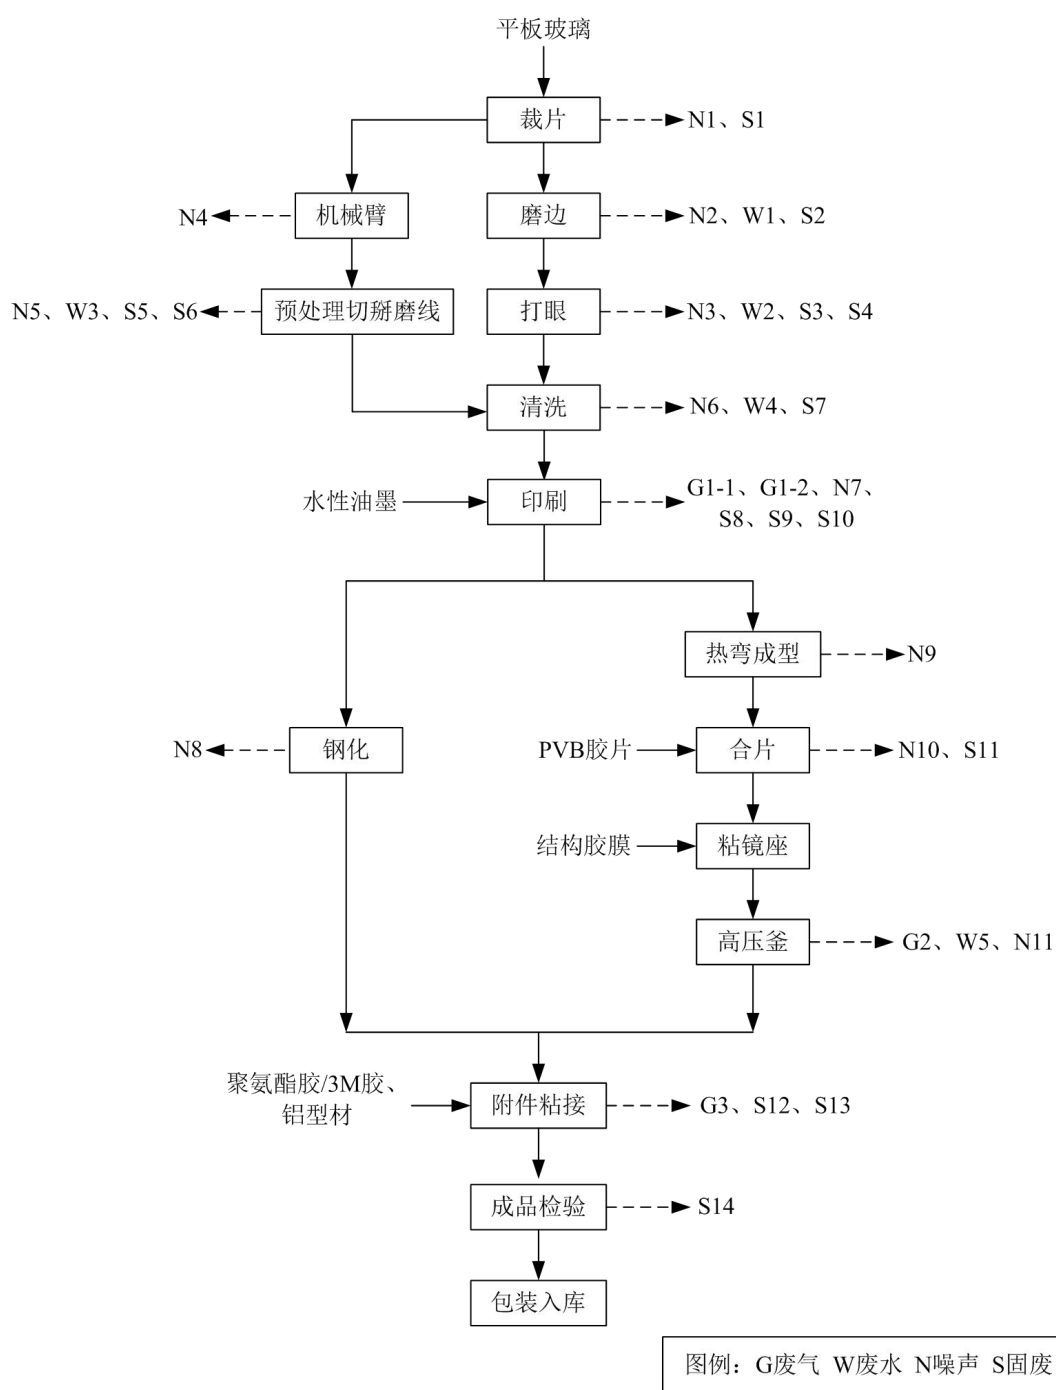 平板玻璃
裁片
N1、S1
N4
机械臂
磨边
N2、W1、S2
N5、W3、S5、S6
预处理切掰磨线
打眼
N3、W2、S3、S4
清洗
N6、W4、S7
水性油墨
印刷
G1-1、G1-2、N7、
S8、S9、S10
热弯成型
N9
N8
钢化
PVB胶片
合片
N10、S11
结构胶膜
粘镜座
高压釜
G2、W5、N11
聚氨酯胶/3M胶、
铝型材
附件粘接
G3、S12、S13
成品检验
S14
包装入库
图例：G废气 W废水 N噪声 S固废